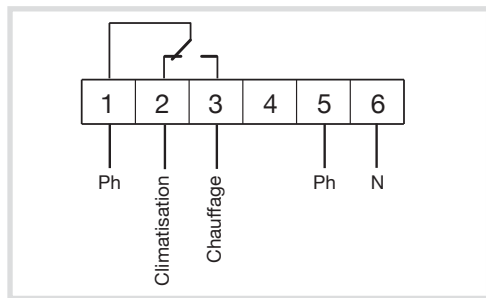 1 2 3 4 5 6
Ph
Climatisation
Chauffage
Ph
N